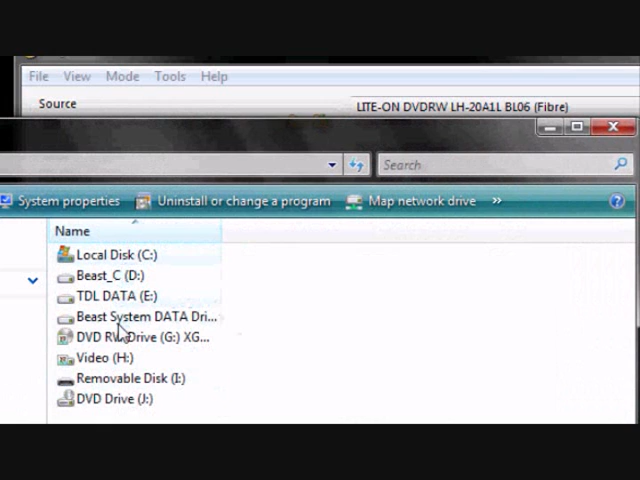 File View Mode Tools Help
Source LITE-ON DVDRW LH-20A1L BL06 (Fibre)
Search
System properties Uninstall or change a program Map network drive »
Name
Local Disk (C:)
Beast_C (D:)
TDL DATA (E:)
Beast System DATA Dri...
DVD RW Drive (G:) XG...
Video (H:)
Removable Disk (I:)
DVD Drive (J:)